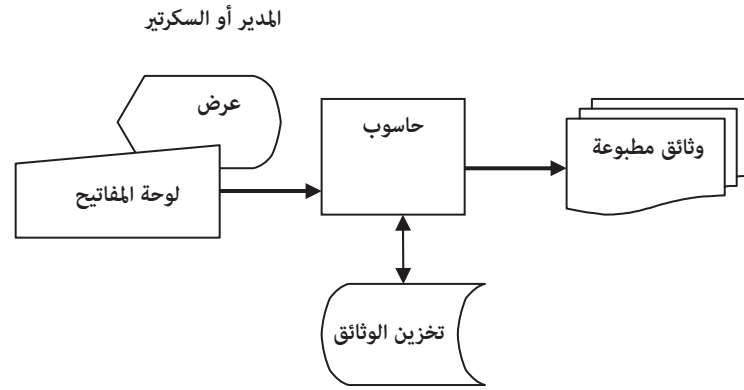 المدير أو السكرتير
عرض
حاسوب
وثائق مطبوعة
لوحة المفاتيح
تخزين الوثائق